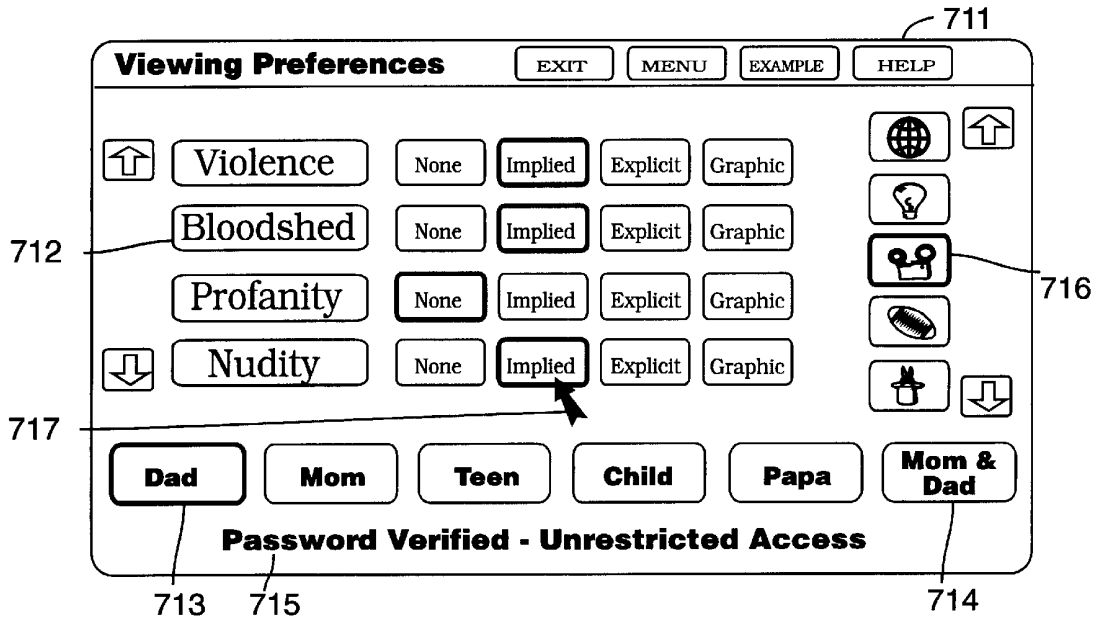 711
Viewing Preferences EXIT MENU EXAMPLE HELP
Violence None Implied Explicit Graphic
712 Bloodshed None Implied Explicit Graphic
716
Profanity None Implied Explicit Graphic
Nudity None Implied Explicit Graphic
717
Dad Mom Teen Child Papa Mom &
Dad
Password Verified - Unrestricted Access
713 715 714